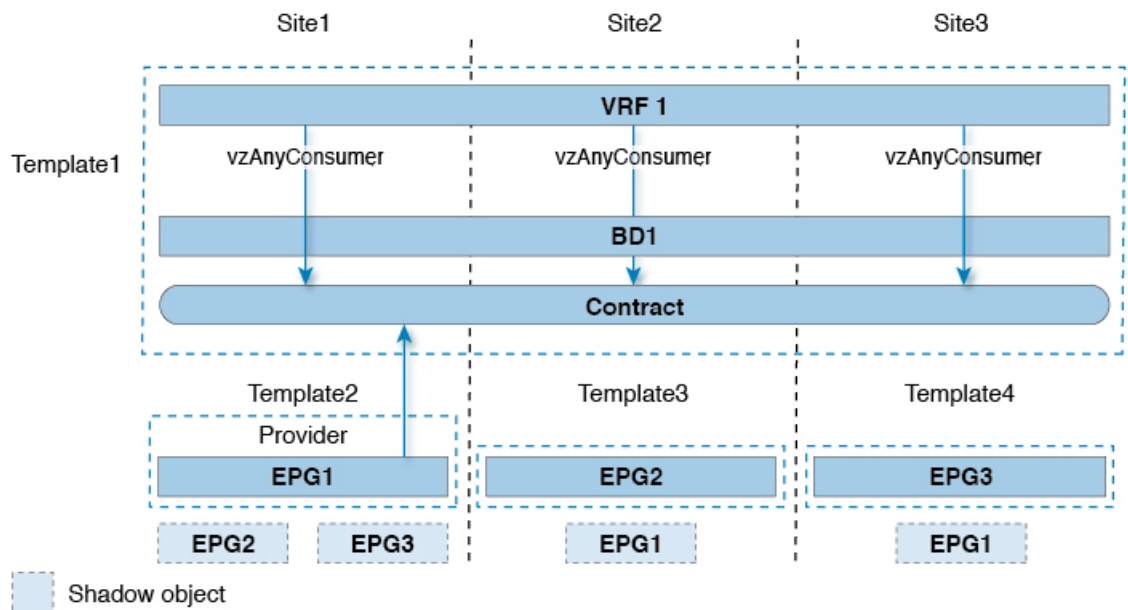 Site1
Site2
Site3
VRF 1
Template1
vzAnyConsumer
vzAnyConsumer
vzAnyConsumer
BD1
Contract
Template2
Template3
Template4
Provider
EPG1
EPG2
EPG3
EPG2
EPG3
EPG1
EPG1
Shadow object